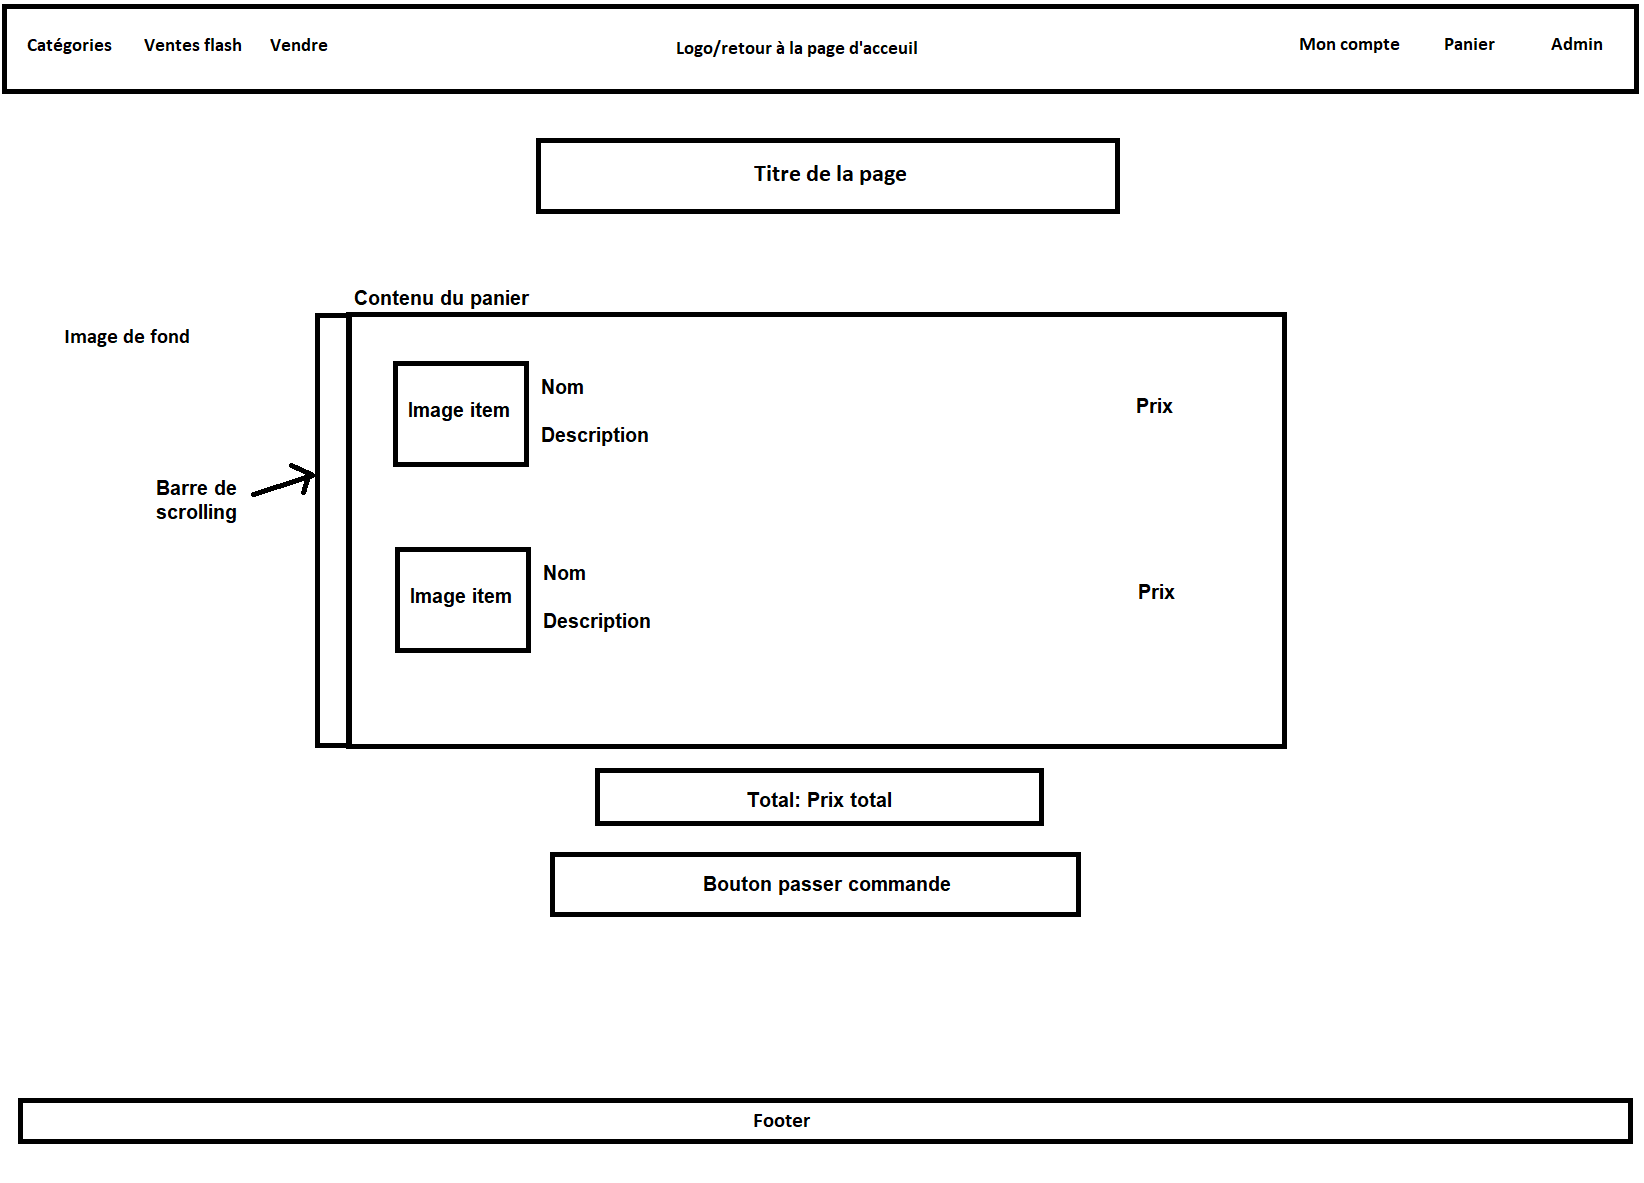 Catégories
Ventes flash
Vendre
Logo/retour à la page d'acceuil
Mon compte
Panier
Admin
Titre de la page
Contenu du panier
Image de fond
Image item
Nom
Description
Prix
Barre de
scrolling
Image item
Nom
Description
Prix
Total: Prix total
Bouton passer commande
Footer